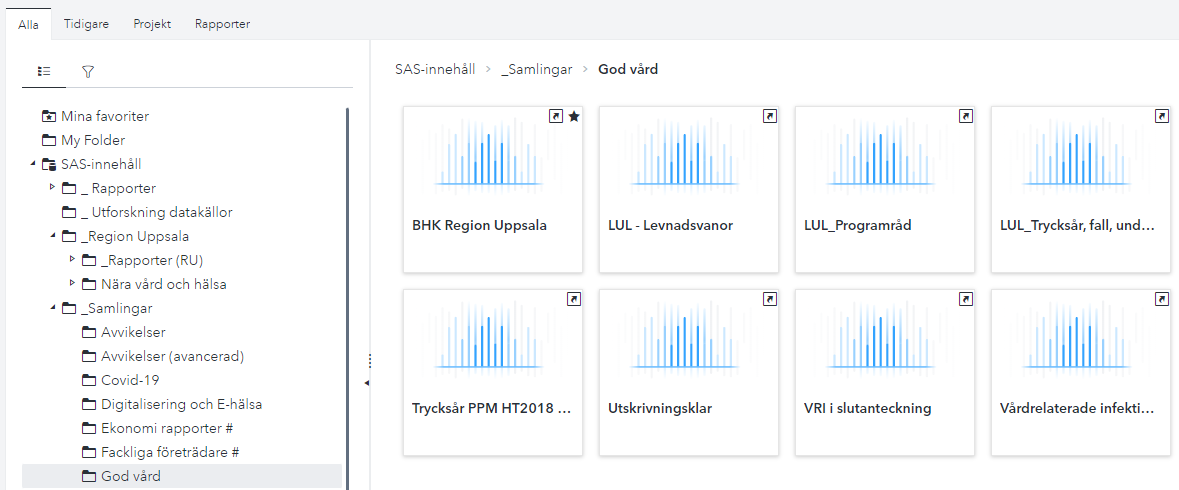 Alla Tidigare Projekt Rapporter
SAS-innehåll > _Samlingar > God vård
Mina favoriter
My Folder
SAS-innehåll
_ Rapporter
_ Utforskning datakällor
_Region Uppsala
_Rapporter (RU)
Nära vård och hälsa
_Samlingar
Avvikelser
Avvikelser (avancerad)
Covid-19
Digitalisering och E-hälsa
Ekonomi rapporter #
Fackliga företrädare #
God vård
BHK Region Uppsala
LUL - Levnadsvanor
LUL_Programråd
LUL_Trycksår, fall, und...
Trycksår PPM HT2018 ...
Utskrivningsklar
VRI i slutanteckning
Vårdrelaterade infekti...